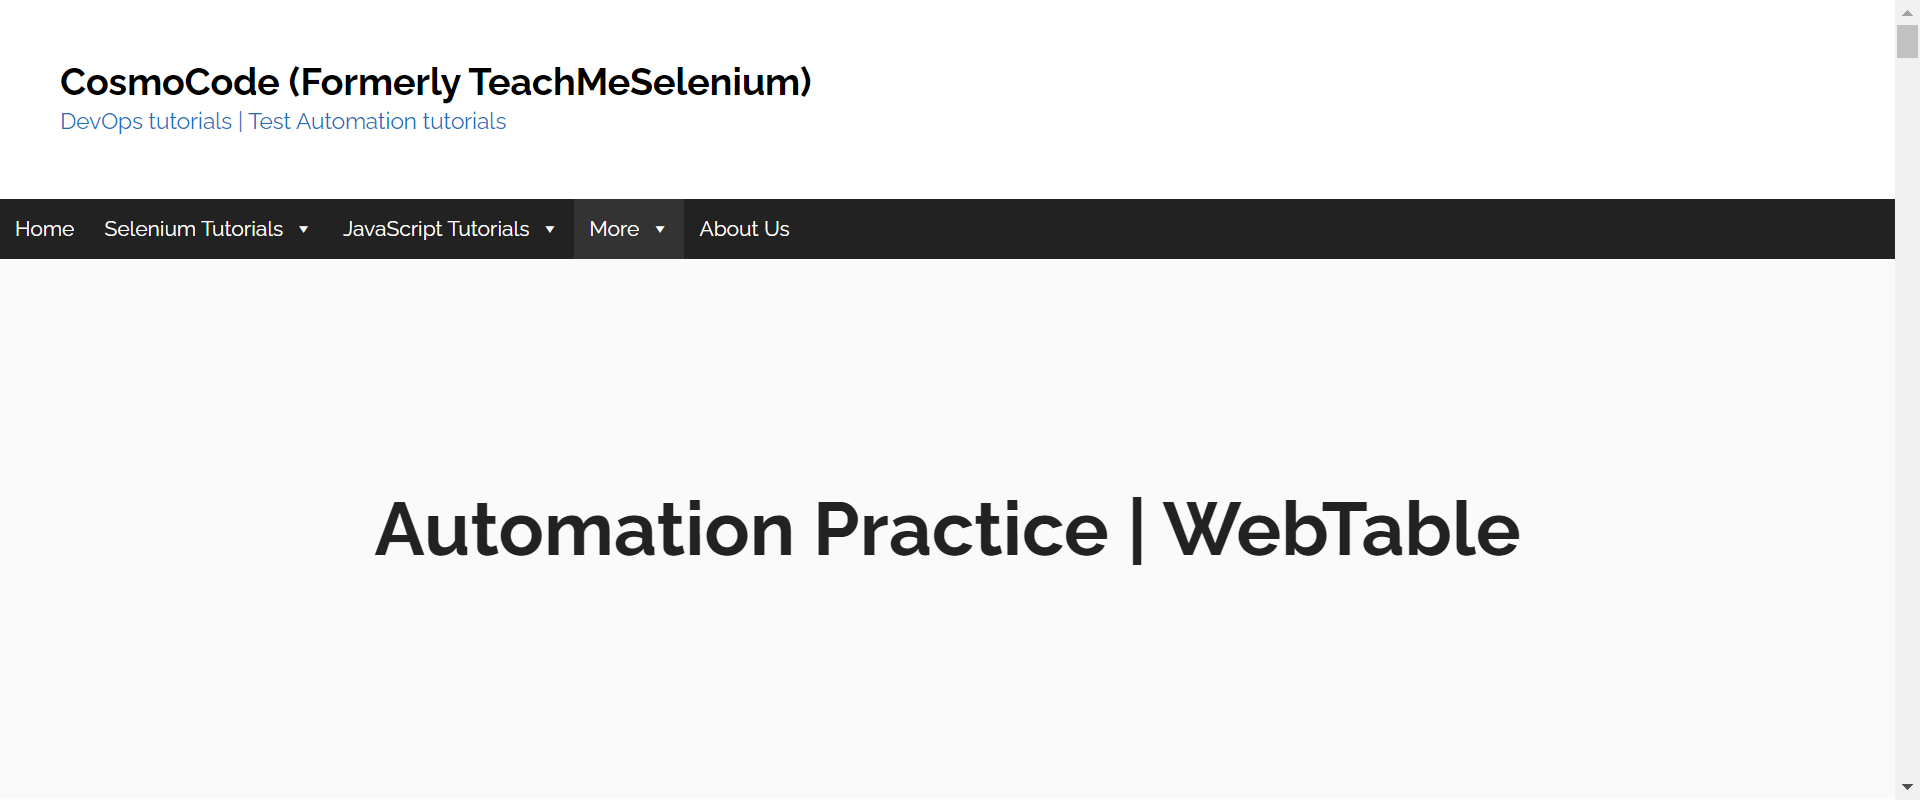 CosmoCode (Formerly TeachMeSelenium)
DevOps tutorials | Test Automation tutorials
Home Selenium Tutorials JavaScript Tutorials More About Us
Automation Practice | WebTable